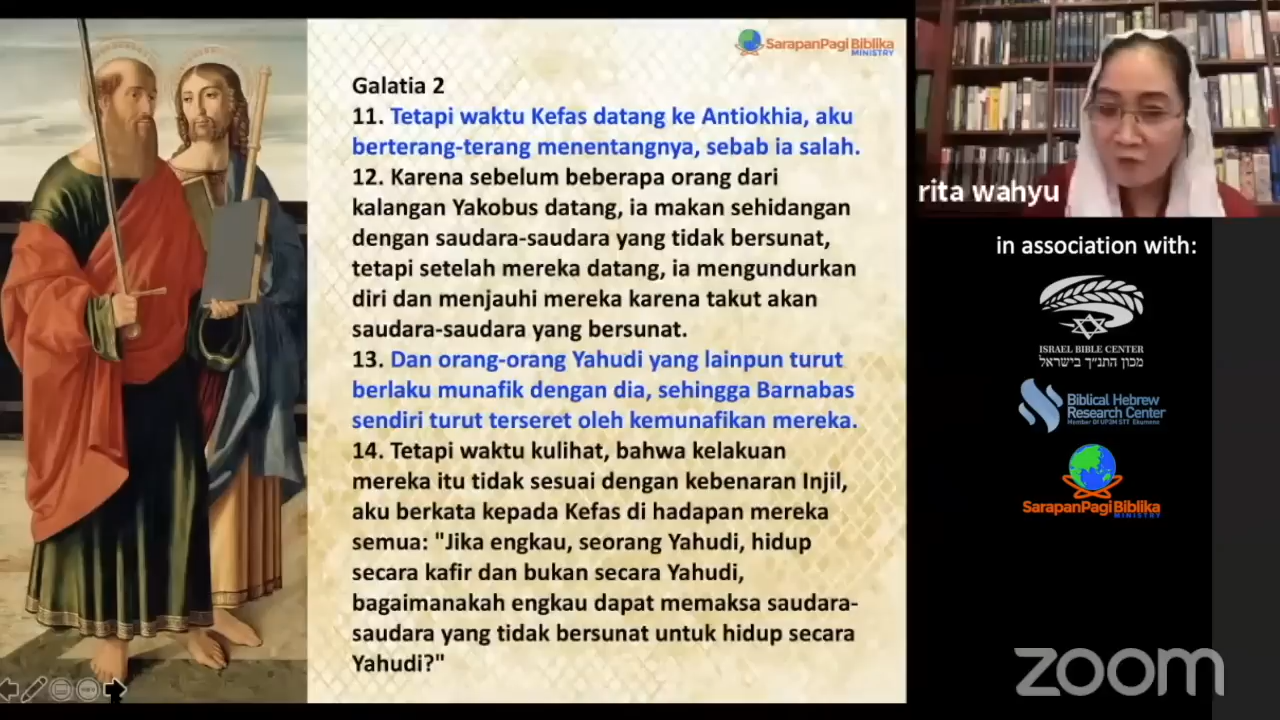 SarapanPagi Biblika
MINISTRY
Galatia 2
11. Tetapi waktu Kefas datang ke Antiokhia, aku
berterang-terang menentangnya, sebab ia salah.
12. Karena sebelum beberapa orang dari
kalangan Yakobus datang, ia makan sehidangan
dengan saudara-saudara yang tidak bersunat,
tetapi setelah mereka datang, ia mengundurkan
diri dan menjauhi mereka karena takut akan
saudara-saudara yang bersunat.
13. Dan orang-orang Yahudi yang lainpun turut
berlaku munafik dengan dia, sehingga Barnabas
sendiri turut terseret oleh kemunafikan mereka.
14. Tetapi waktu kulihat, bahwa kelakuan
mereka itu tidak sesuai dengan kebenaran Injil,
aku berkata kepada Kefas di hadapan mereka
semua: "Jika engkau, seorang Yahudi, hidup
secara kafir dan bukan secara Yahudi,
bagaimanakah engkau dapat memaksa saudara-
saudara yang tidak bersunat untuk hidup secara
Yahudi?"
rita wahyu
in association with:
ISRAEL BIBLE CENTER
מכון התנ״ך בישראל
Biblical Hebrew
Research Center
Member Of UP3M STT Ekumene
SarapanPagi Biblika
MINISTRY
zoom